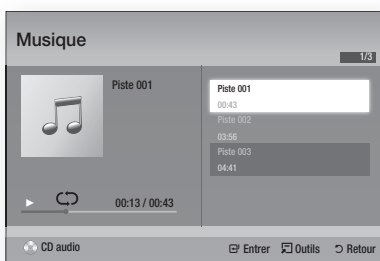 Musique
1/3
Piste 001
00:13 / 00:43
Piste 001
00:43
Piste 002
03:56
Piste 003
04:41
CD audio
Entrer Outils Retour